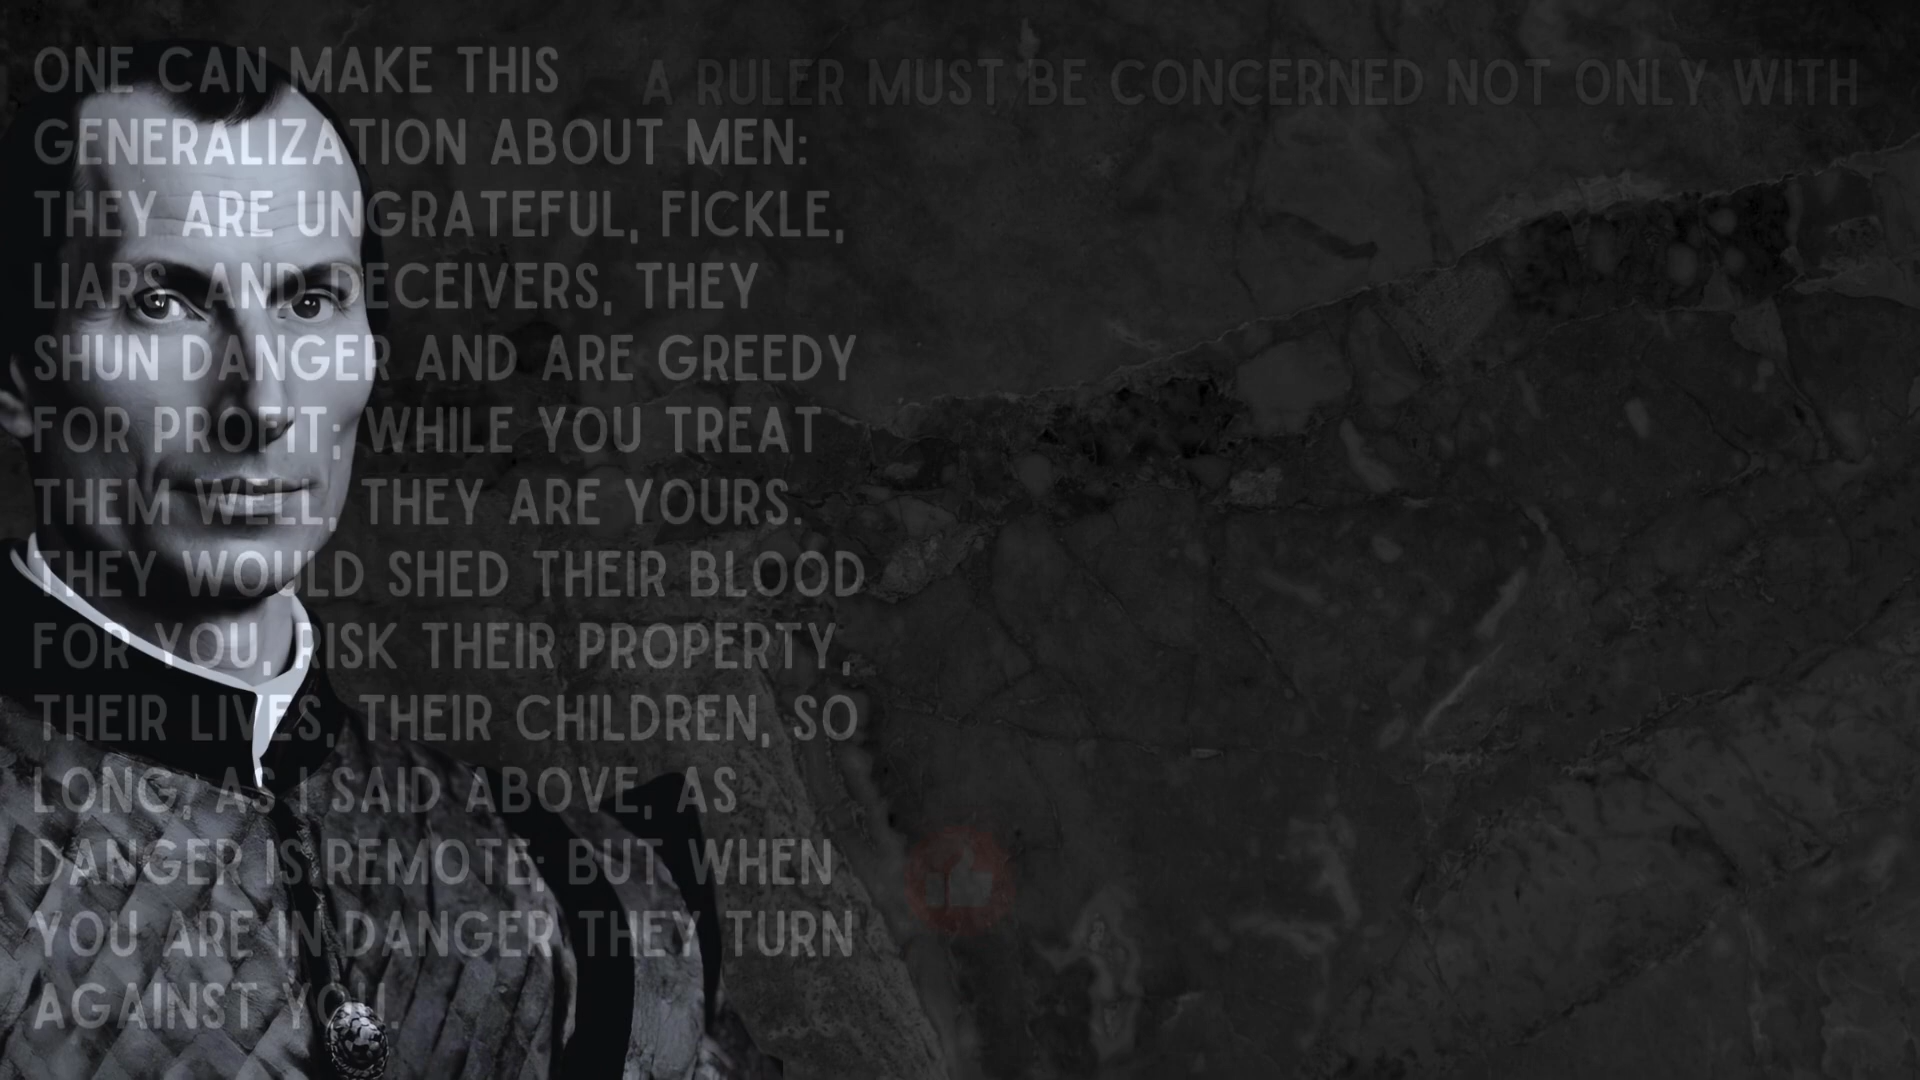 ONE CAN MAKE THIS
GENERALIZATION ABOUT MEN:
THEY ARE UNGRATEFUL, FICKLE,
LIARS, AND DECEIVERS, THEY
SHUN DANGER AND ARE GREEDY
FOR PROFIT; WHILE YOU TREAT
THEM WELL, THEY ARE YOURS.
THEY WOULD SHED THEIR BLOOD
FOR YOU, RISK THEIR PROPERTY,
THEIR LIVES, THEIR CHILDREN, SO
LONG, AS I SAID ABOVE, AS
DANGER IS REMOTE; BUT WHEN
YOU ARE IN DANGER THEY TURN
AGAINST YOU.
A RULER MUST BE CONCERNED NOT ONLY WITH